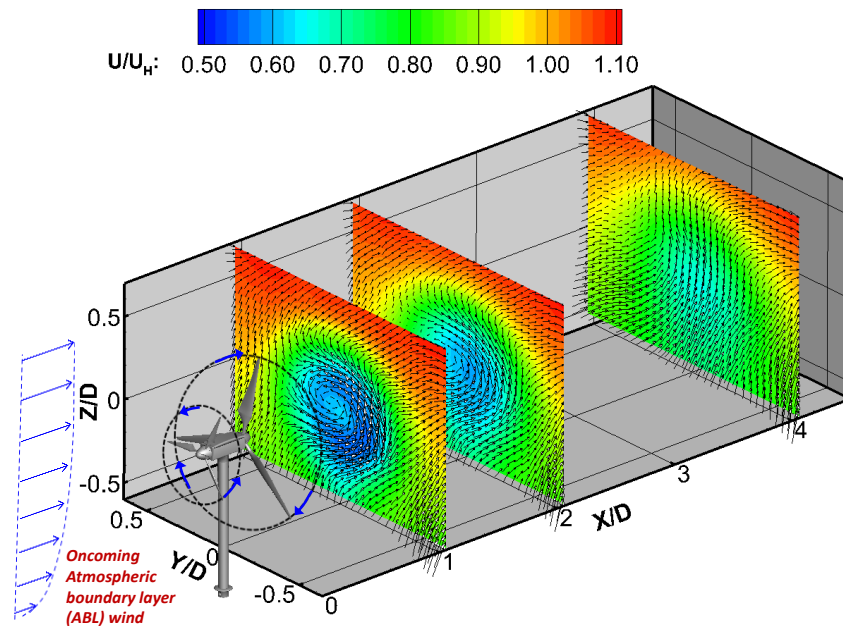 U/U_H: 0.50 0.60 0.70 0.80 0.90 1.00 1.10
0.5
0
-0.5
Z/D
0.5
0
-0.5
Y/D
0
1
2
3
4
X/D
Oncoming
Atmospheric
boundary layer
(ABL) wind